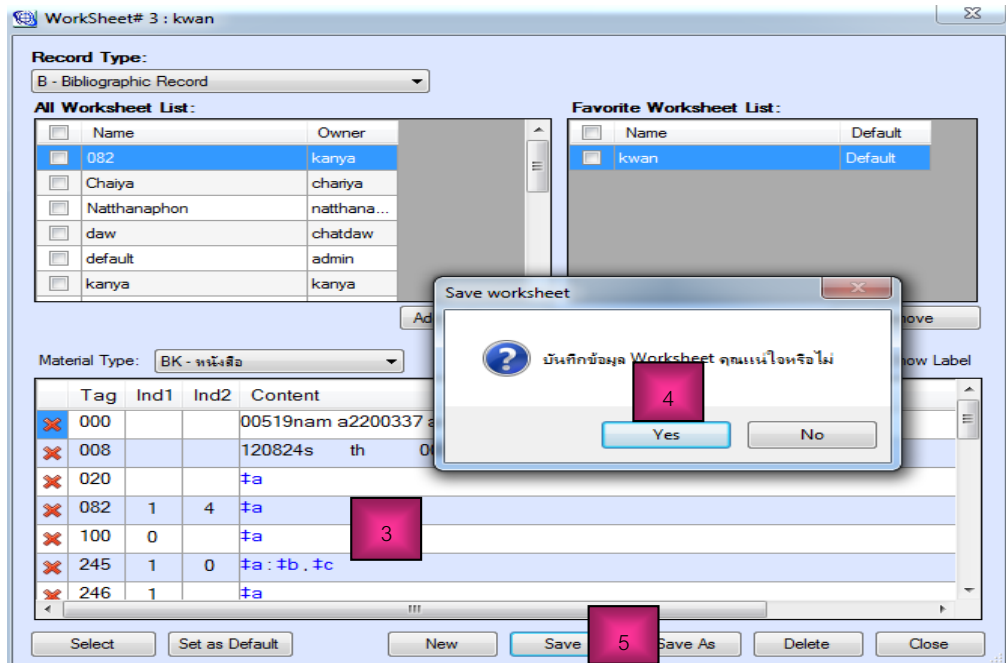 WorkSheet# 3 : kwan
Record Type:
B - Bibliographic Record
All Worksheet List:
Name Owner
082 kanya
Chaiya chariya
Natthanaphon natthana...
daw chatdaw
default admin
kanya kanya
Favorite Worksheet List:
Name Default
kwan Default
Save worksheet
บันทึกข้อมูล Worksheet คุณแน่ใจหรือไม่
4
Yes No
Material Type: BK - หนังสือ
Label
Tag Ind1 Ind2 Content
000 00519nam a2200337
008 120824s th
020 ‡a
082 1 4 ‡a
100 0 ‡a
3
245 1 0 ‡a : ‡b , ‡c
246 1 ‡a
Select Set as Default New Save 5 Save As Delete Close